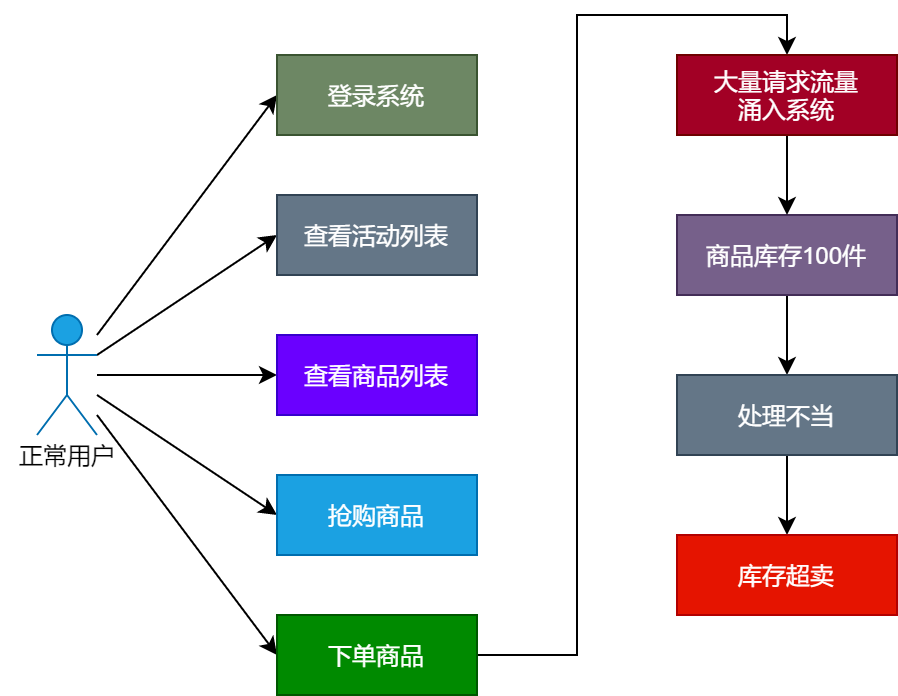 登录系统
查看活动列表
查看商品列表
抢购商品
下单商品
正常用户
大量请求流量
涌入系统
商品库存100件
处理不当
库存超卖